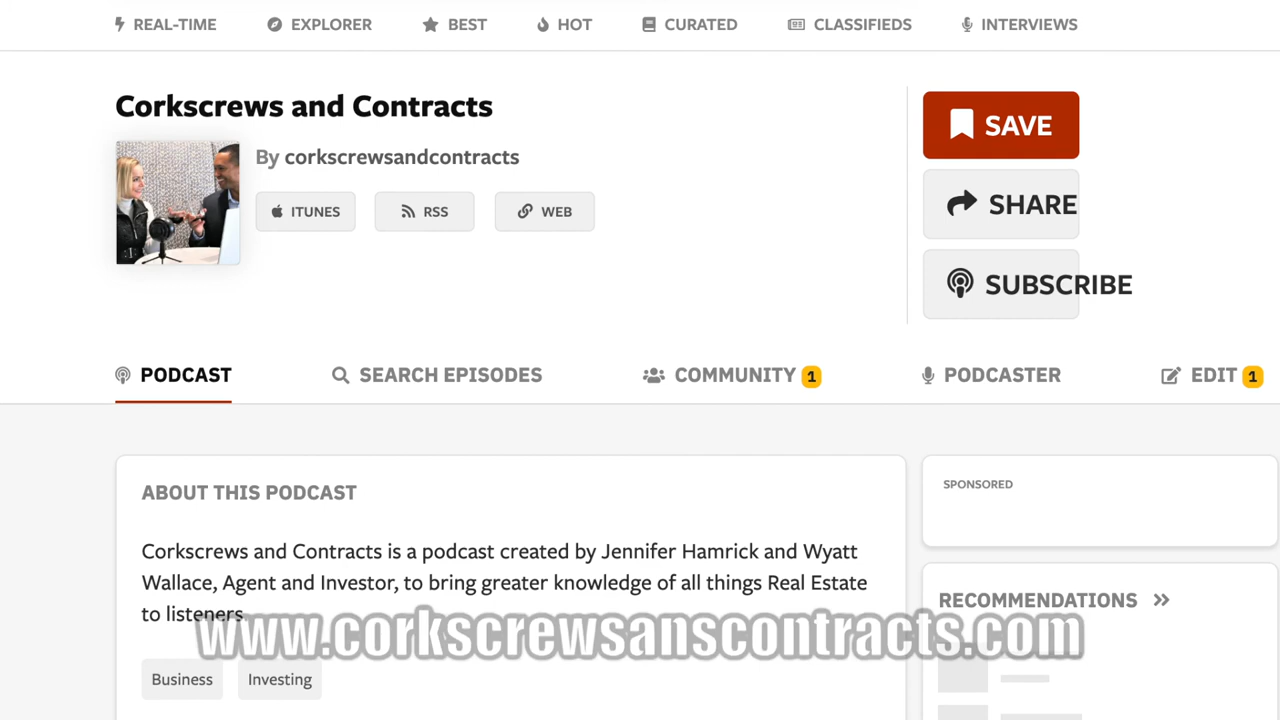 REAL-TIME EXPLORER BEST HOT CURATED CLASSIFIEDS INTERVIEWS
Corkscrews and Contracts
By corkscrewsandcontracts
ITUNES RSS WEB
SAVE
SHARE
SUBSCRIBE
PODCAST SEARCH EPISODES COMMUNITY 1 PODCASTER EDIT 1
ABOUT THIS PODCAST
Corkscrews and Contracts is a podcast created by Jennifer Hamrick and Wyatt
Wallace, Agent and Investor, to bring greater knowledge of all things Real Estate
to listeners.
Business Investing
SPONSORED
RECOMMENDATIONS
www.corkscrewsanscontracts.com